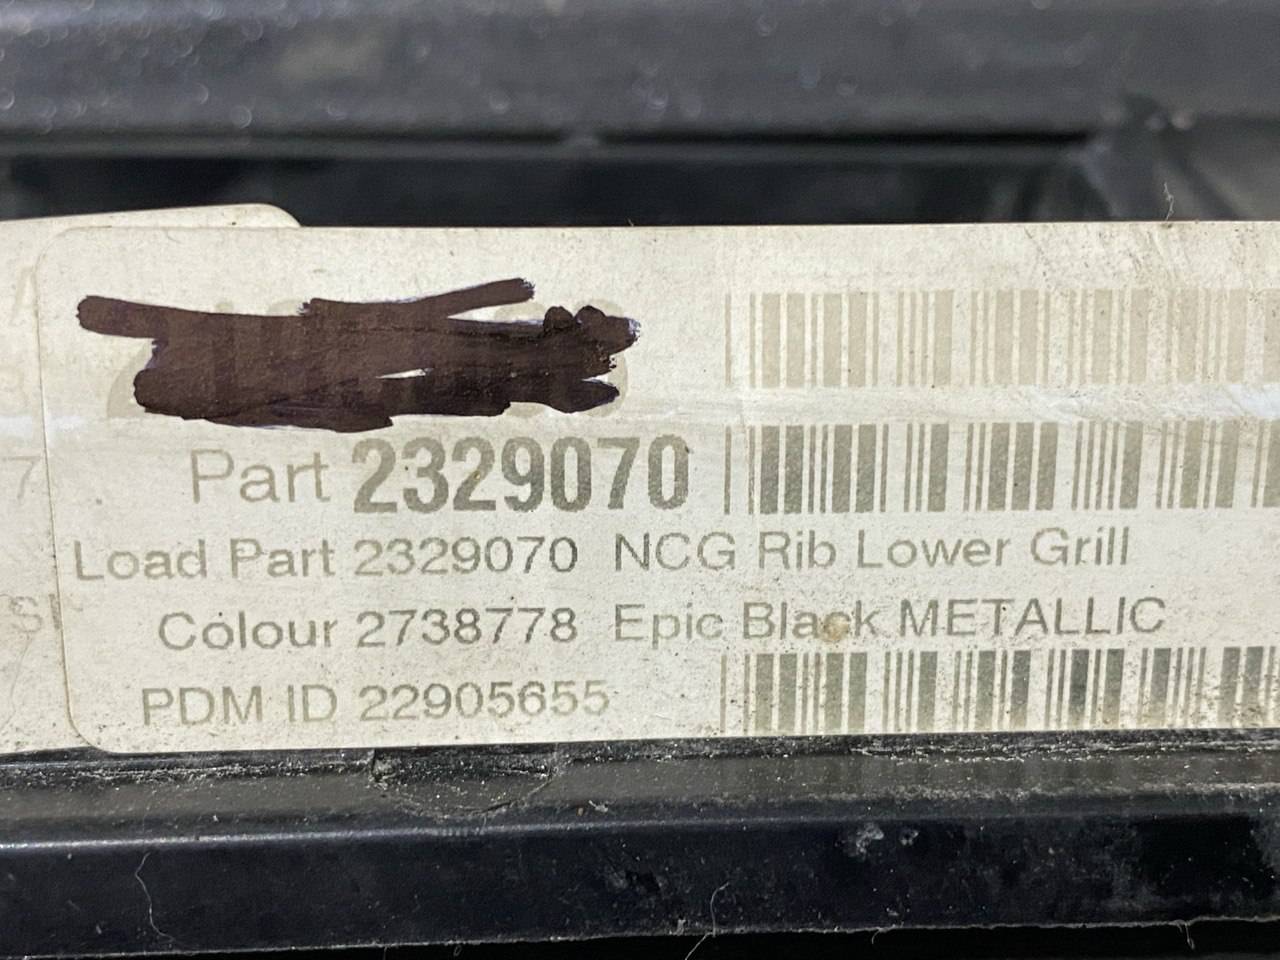 Part 2329070
Load Part 2329070 NCG Rib Lower Grill
Colour 2738778 Epic Black METALLIC
PDM ID 22905655